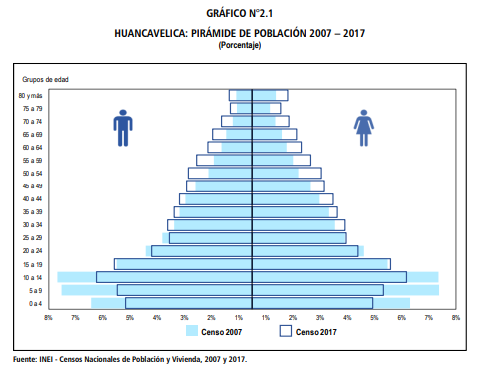 GRÁFICO N°2.1
HUANCAVELICA: PIRÁMIDE DE POBLACIÓN 2007 – 2017
(Porcentaje)
Grupos de edad
80 y más
75 a 79
70 a 74
65 a 69
60 a 64
55 a 59
50 a 54
45 a 49
40 a 44
35 a 39
30 a 34
25 a 29
20 a 24
15 a 19
10 a 14
5 a 9
0 a 4
8% 7% 6% 5% 4% 3% 2% 1% 1% 2% 3% 4% 5% 6% 7% 8%
Censo 2007 Censo 2017
Fuente: INEI - Censos Nacionales de Población y Vivienda, 2007 y 2017.